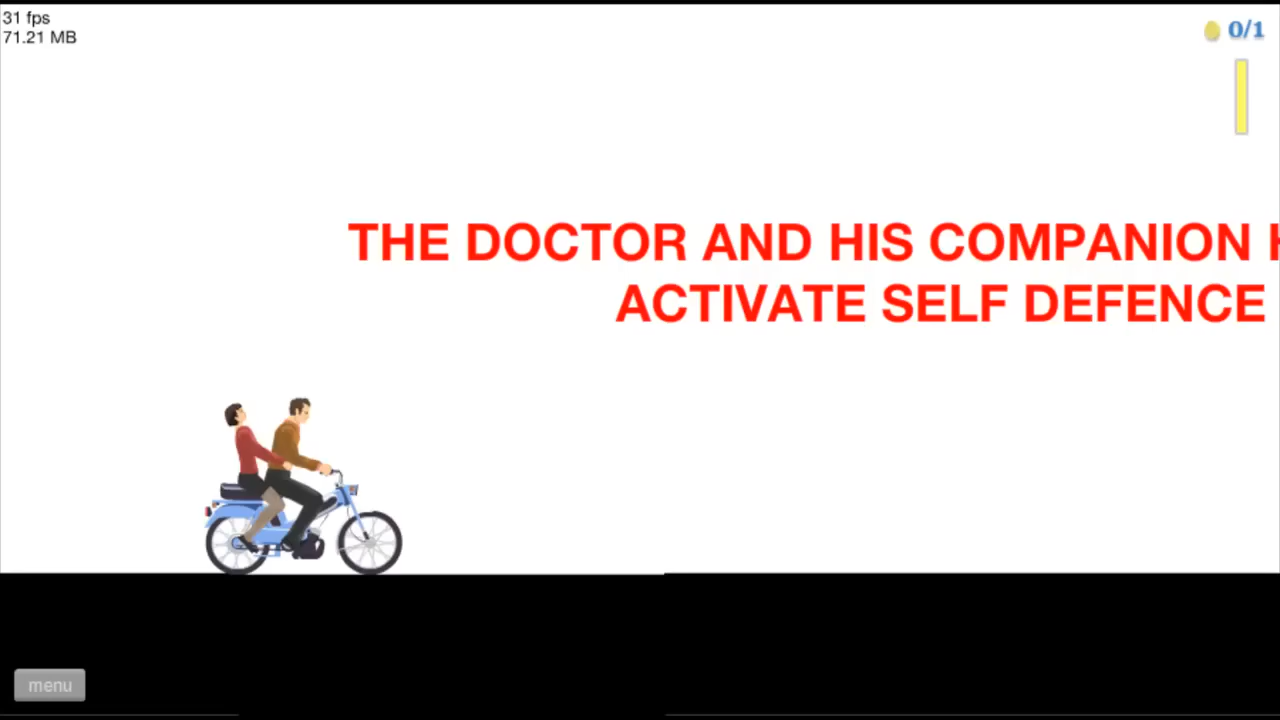 31 fps
71.21 MB
0/1
THE DOCTOR AND HIS COMPANION
ACTIVATE SELF DEFENCE
menu